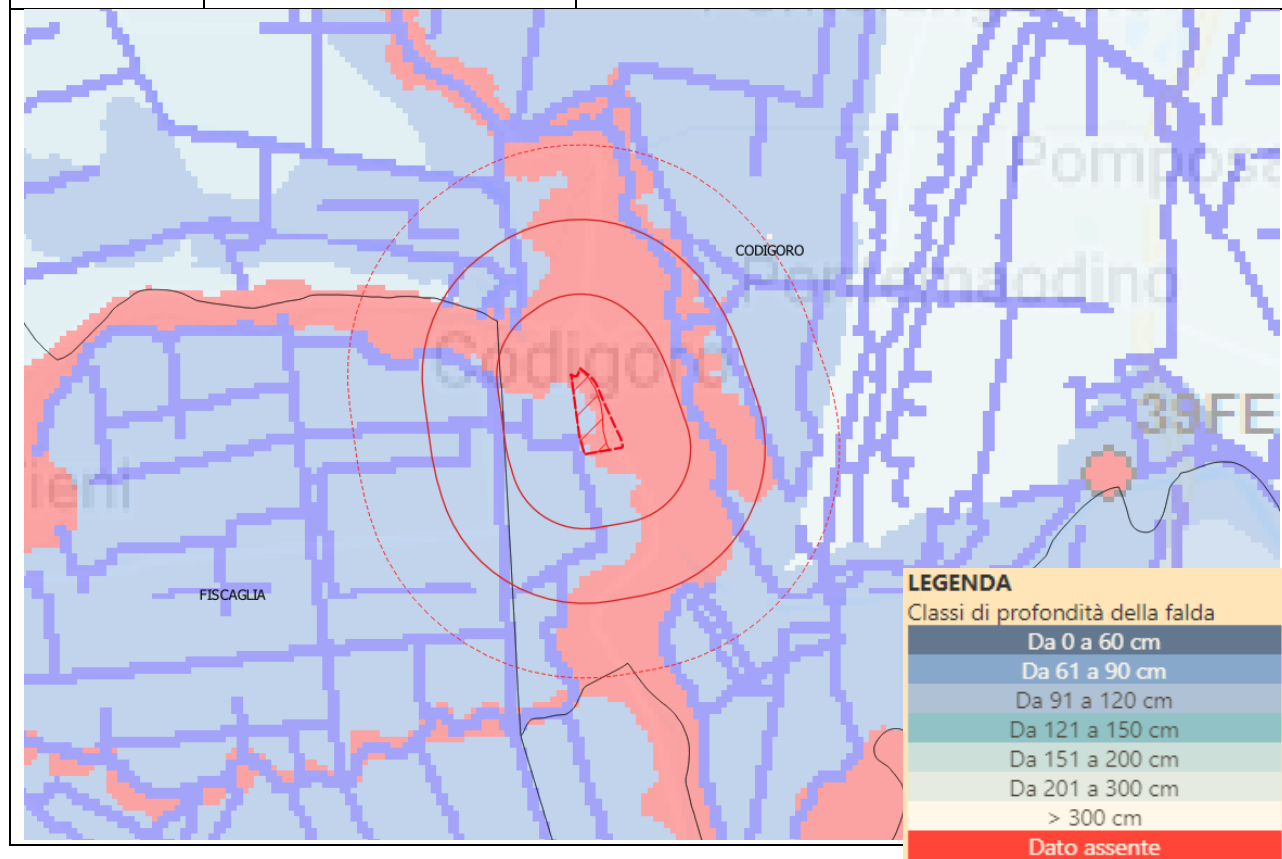 Pomposa
CODIGORO
Pontemaodino
Codigoro
39FE
ieni
FISCAGLIA
LEGENDA
Classi di profondità della falda
Da 0 a 60 cm
Da 61 a 90 cm
Da 91 a 120 cm
Da 121 a 150 cm
Da 151 a 200 cm
Da 201 a 300 cm
> 300 cm
Dato assente